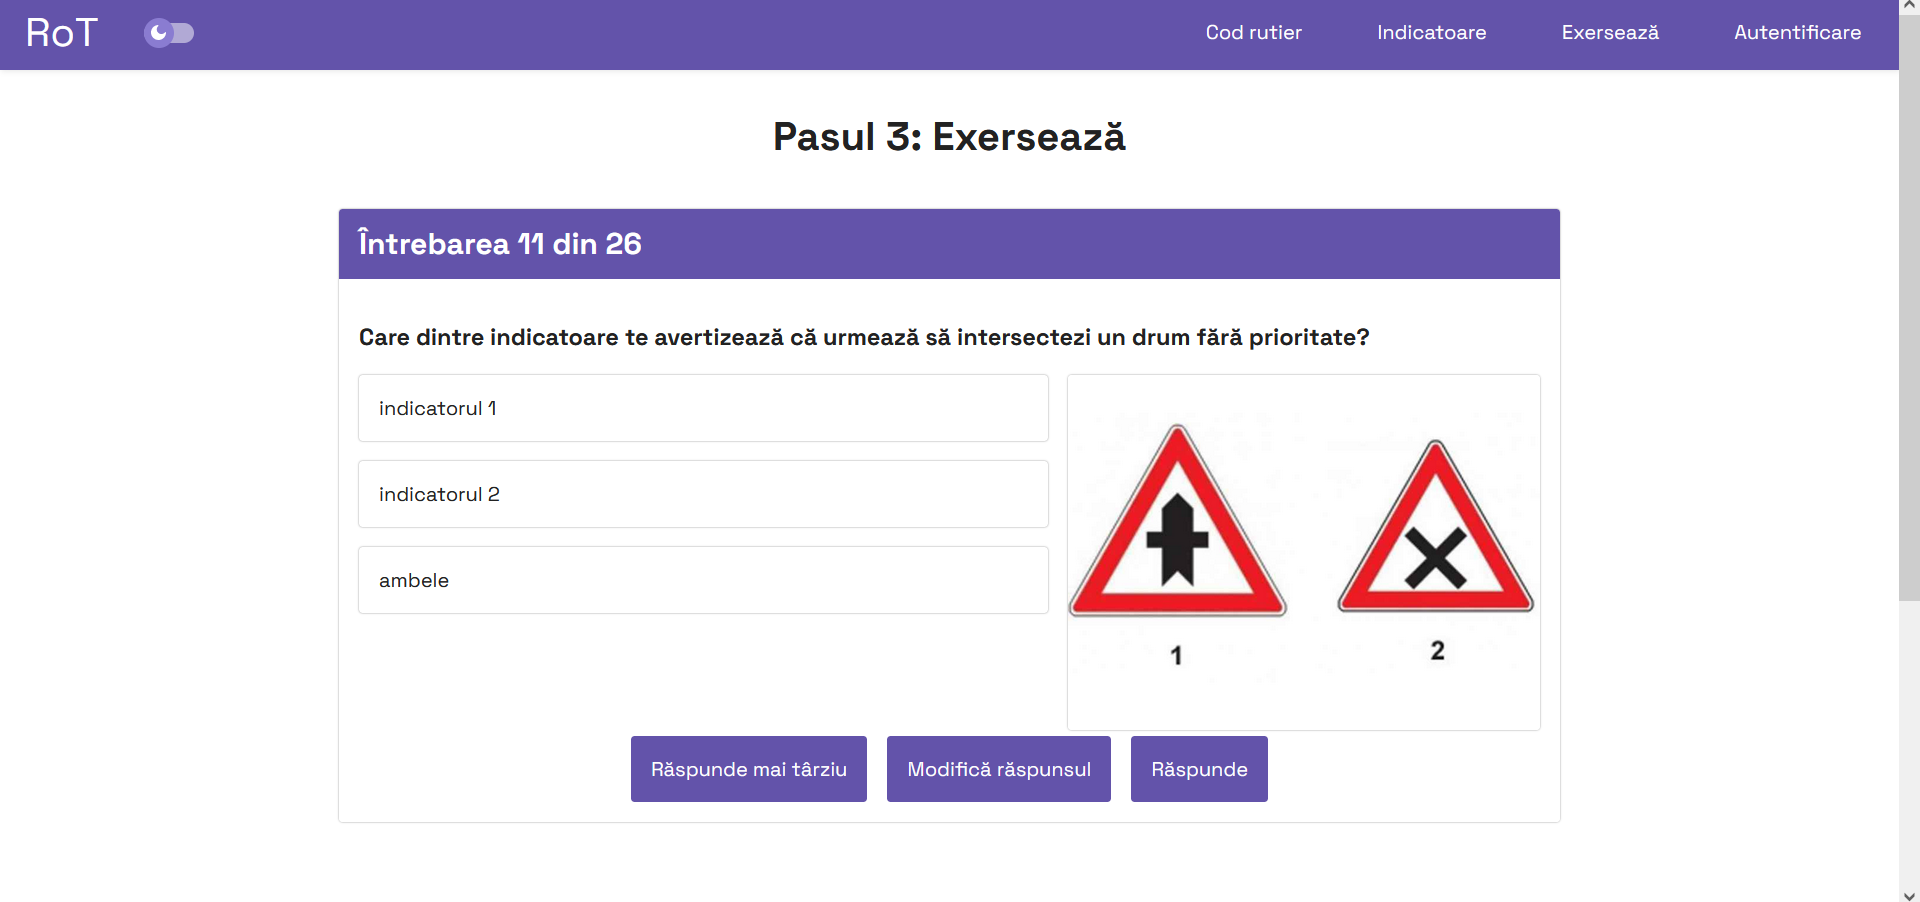 RoT
Cod rutier
Indicatoare
Exersează
Autentificare
Pasul 3: Exersează
Întrebarea 11 din 26
Care dintre indicatoare te avertizează că urmează să intersectezi un drum fără prioritate?
indicatorul 1
indicatorul 2
ambele
1
2
Răspunde mai târziu
Modifică răspunsul
Răspunde